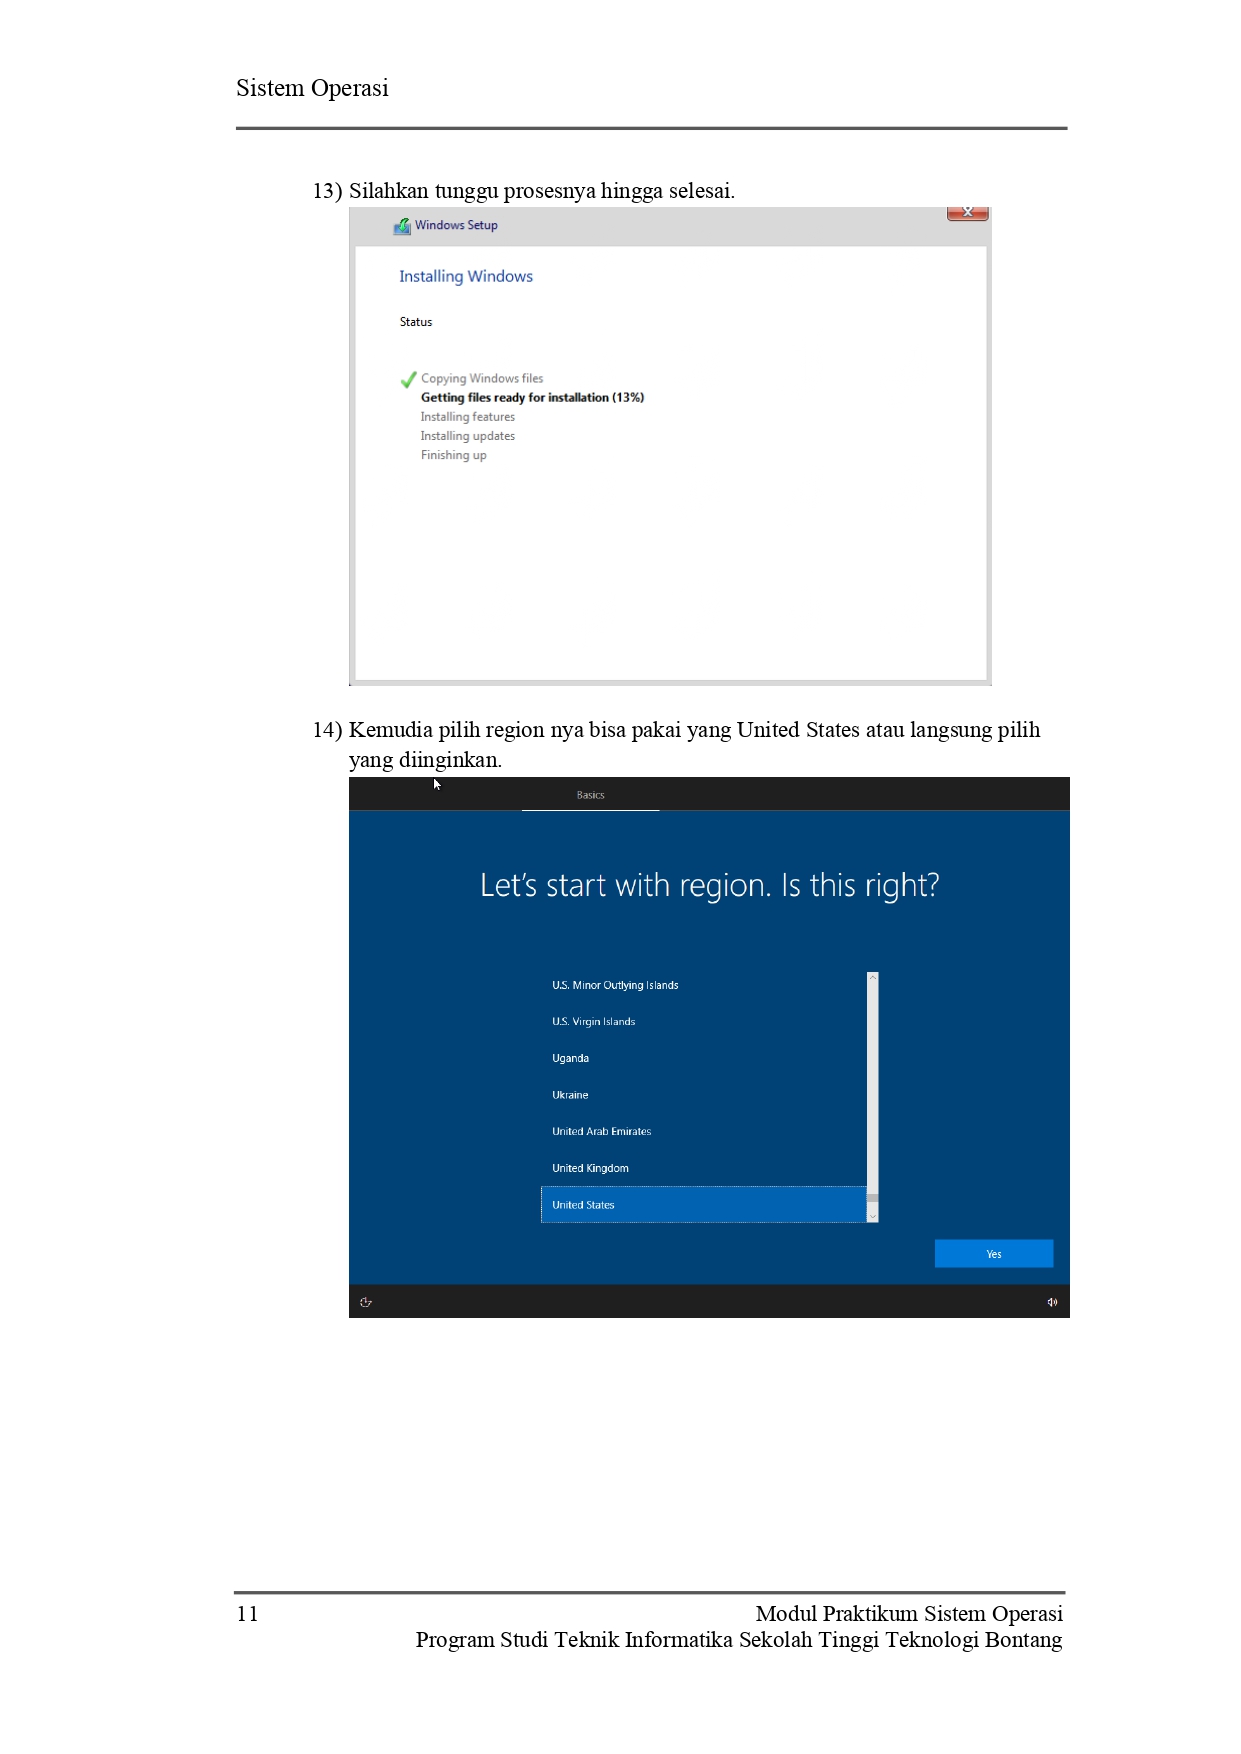 Sistem Operasi
13) Silahkan tunggu prosesnya hingga selesai.
Windows Setup
Installing Windows
Status
Copying Windows files
Getting files ready for installation (13%)
Installing features
Installing updates
Finishing up
14) Kemudia pilih region nya bisa pakai yang United States atau langsung pilih
yang diinginkan.
Basics
Let's start with region. Is this right?
U.S. Minor Outlying Islands
U.S. Virgin Islands
Uganda
Ukraine
United Arab Emirates
United Kingdom
United States
Yes
11 Modul Praktikum Sistem Operasi
Program Studi Teknik Informatika Sekolah Tinggi Teknologi Bontang